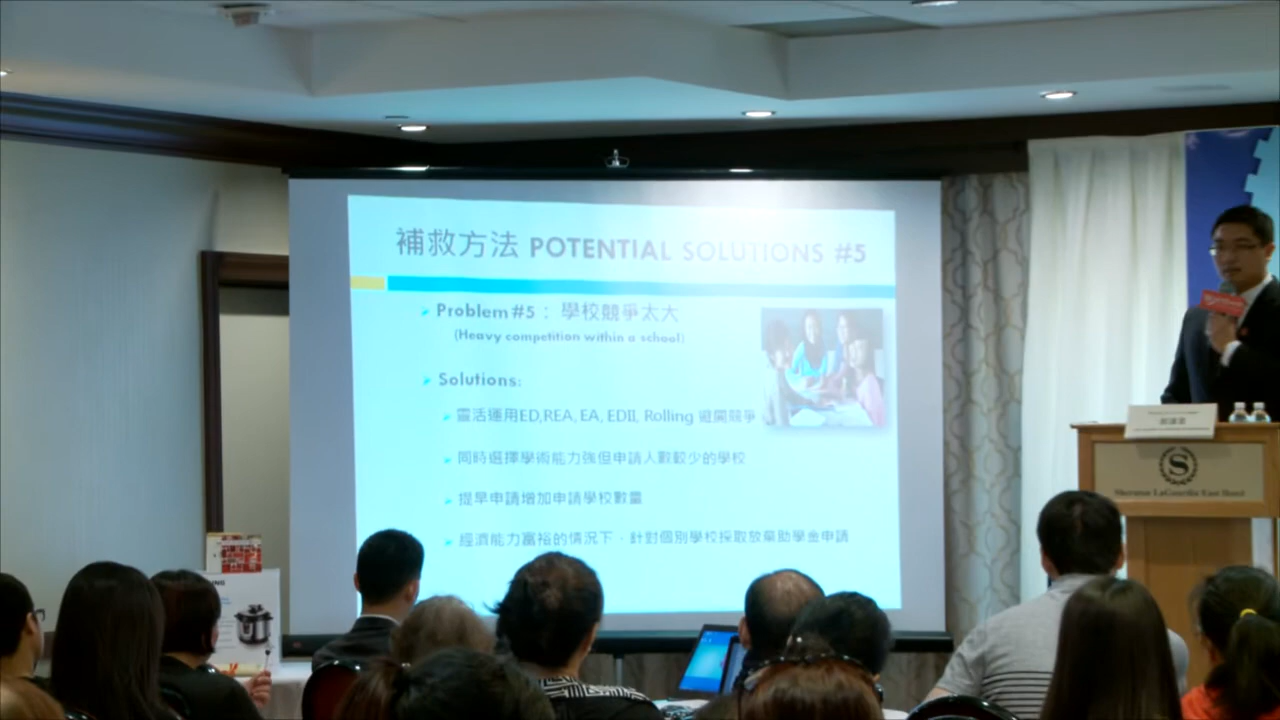 補救方法 POTENTIAL SOLUTIONS #5
Problem #5： 學校競爭太大
(Heavy competition within a school)
Solutions:
靈活運用ED,REA, EA, EDII, Rolling 避開競爭
同時選擇學術能力強但申請人數較少的學校
提早申請增加申請學校數量
經濟能力富裕的情況下，針對個別學校採取放棄助學金申請
S
Sheraton LaGuardia East Hotel